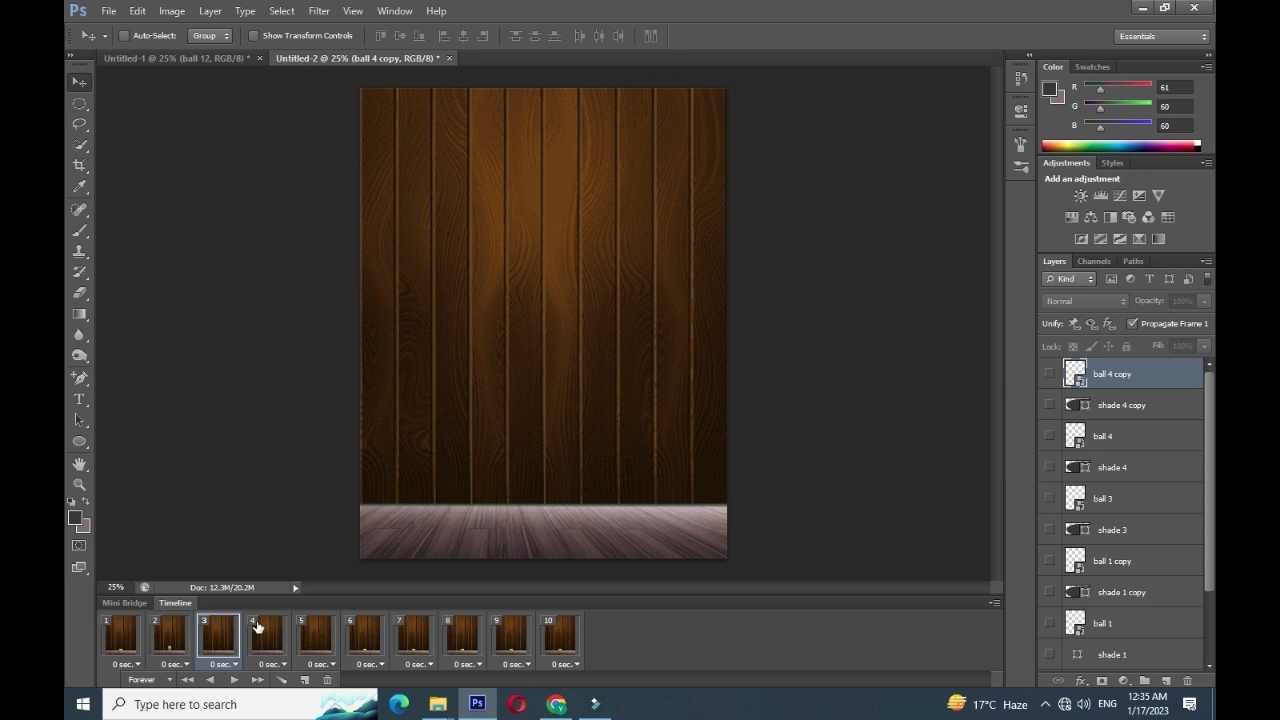 Ps File Edit Image Layer Type Select Filter View Window Help
Auto-Select: Group Show Transform Controls Essentials
Untitled-1 @ 25% (ball 12, RGB/8) * × Untitled-2 @ 25% (ball 4 copy, RGB/8) * ×
Color Swatches
R 61
G 60
B 60
Adjustments Styles
Add an adjustment
Layers Channels Paths
Kind
Normal Opacity: 100%
Unify: Propagate Frame 1
Lock: Fill: 100%
ball 4 copy
shade 4 copy
ball 4
shade 4
ball 3
shade 3
ball 1 copy
shade 1 copy
ball 1
shade 1
25% Doc: 12.3M/20.2M
Mini Bridge Timeline
1 2 3 4 5 6 7 8 9 10
0 sec. 0 sec. 0 sec. 0 sec. 0 sec. 0 sec. 0 sec. 0 sec. 0 sec. 0 sec.
Forever
Type here to search
Ps
17°C Haze ENG
12:35 AM
1/17/2023